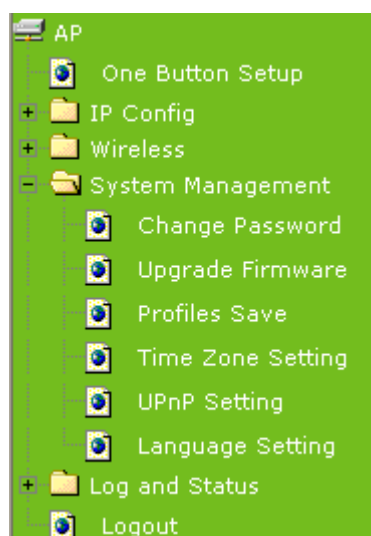 AP
One Button Setup
IP Config
Wireless
System Management
Change Password
Upgrade Firmware
Profiles Save
Time Zone Setting
UPnP Setting
Language Setting
Log and Status
Logout